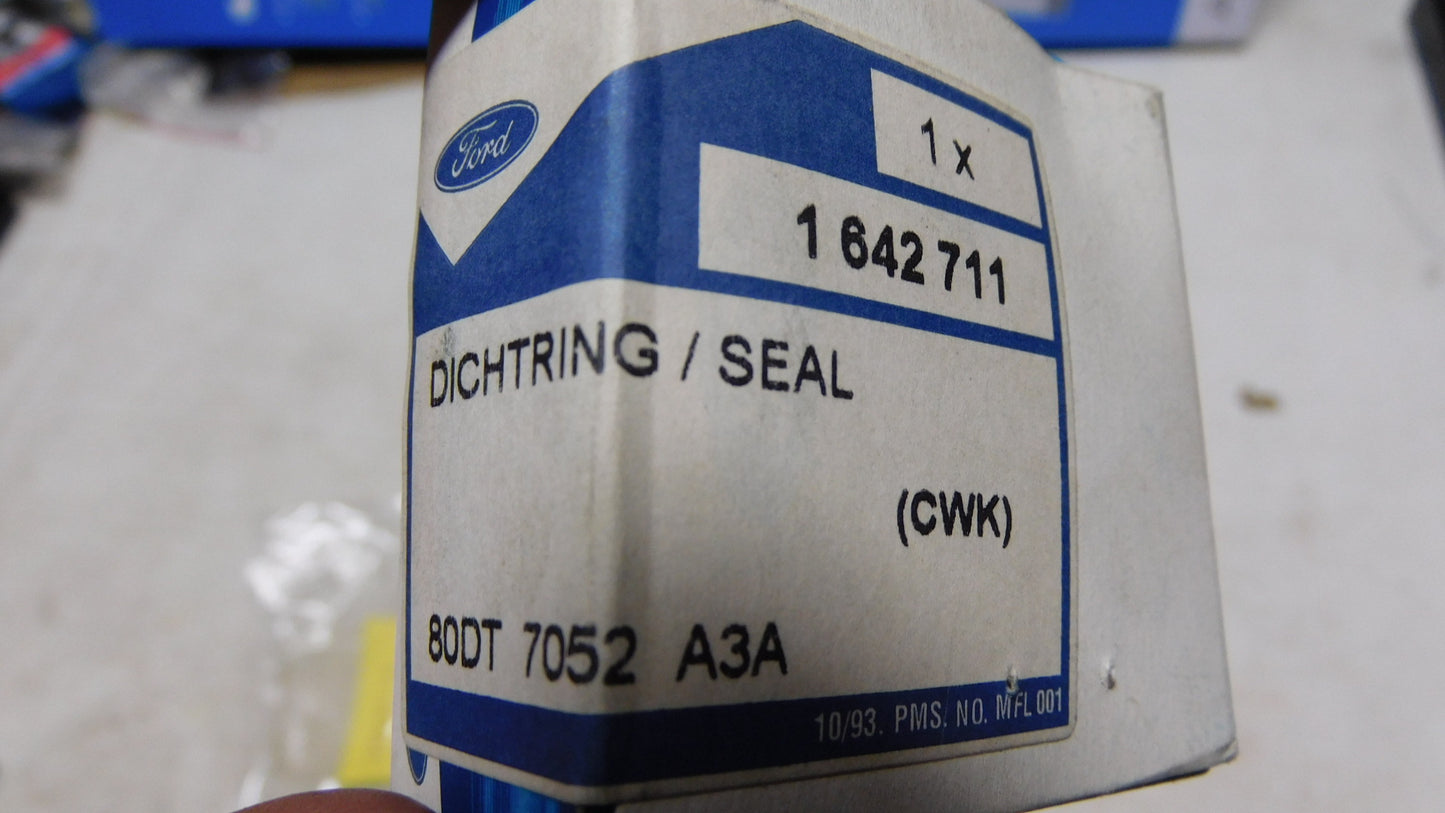 Ford
1 x
1 642 711
DICHTRING / SEAL
(CWK)
80DT 7052 A3A
10/93. PMS. NO. MFL 001